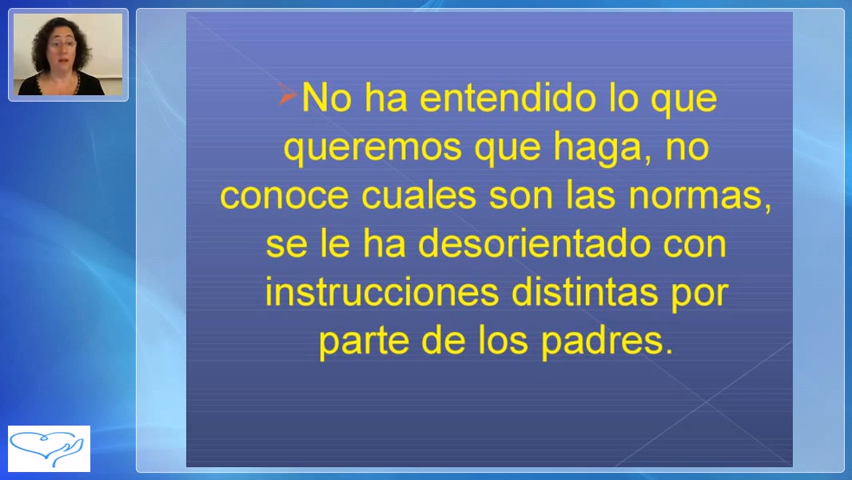 No ha entendido lo que
queremos que haga, no
conoce cuales son las normas,
se le ha desorientado con
instrucciones distintas por
parte de los padres.